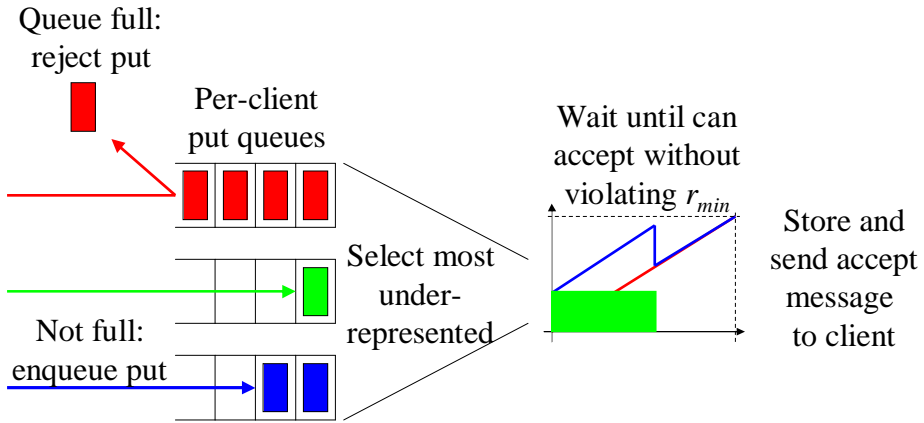 Queue full:
reject put
Per-client
put queues
Wait until can
accept without
violating r_min
Select most
under-
represented
Not full:
enqueue put
Store and
send accept
message
to client